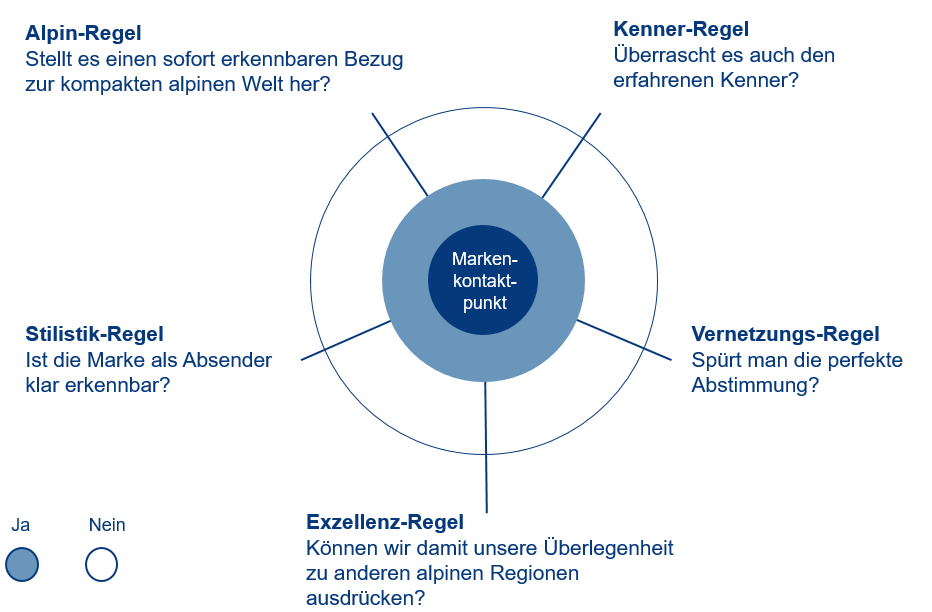 Alpin-Regel
Stellt es einen sofort erkennbaren Bezug
zur kompakten alpinen Welt her?
Kenner-Regel
Überrascht es auch den
erfahrenen Kenner?
Marken-
kontakt-
punkt
Stilistik-Regel
Ist die Marke als Absender
klar erkennbar?
Vernetzungs-Regel
Spürt man die perfekte
Abstimmung?
Exzellenz-Regel
Können wir damit unsere Überlegenheit
zu anderen alpinen Regionen
ausdrücken?
Ja
Nein